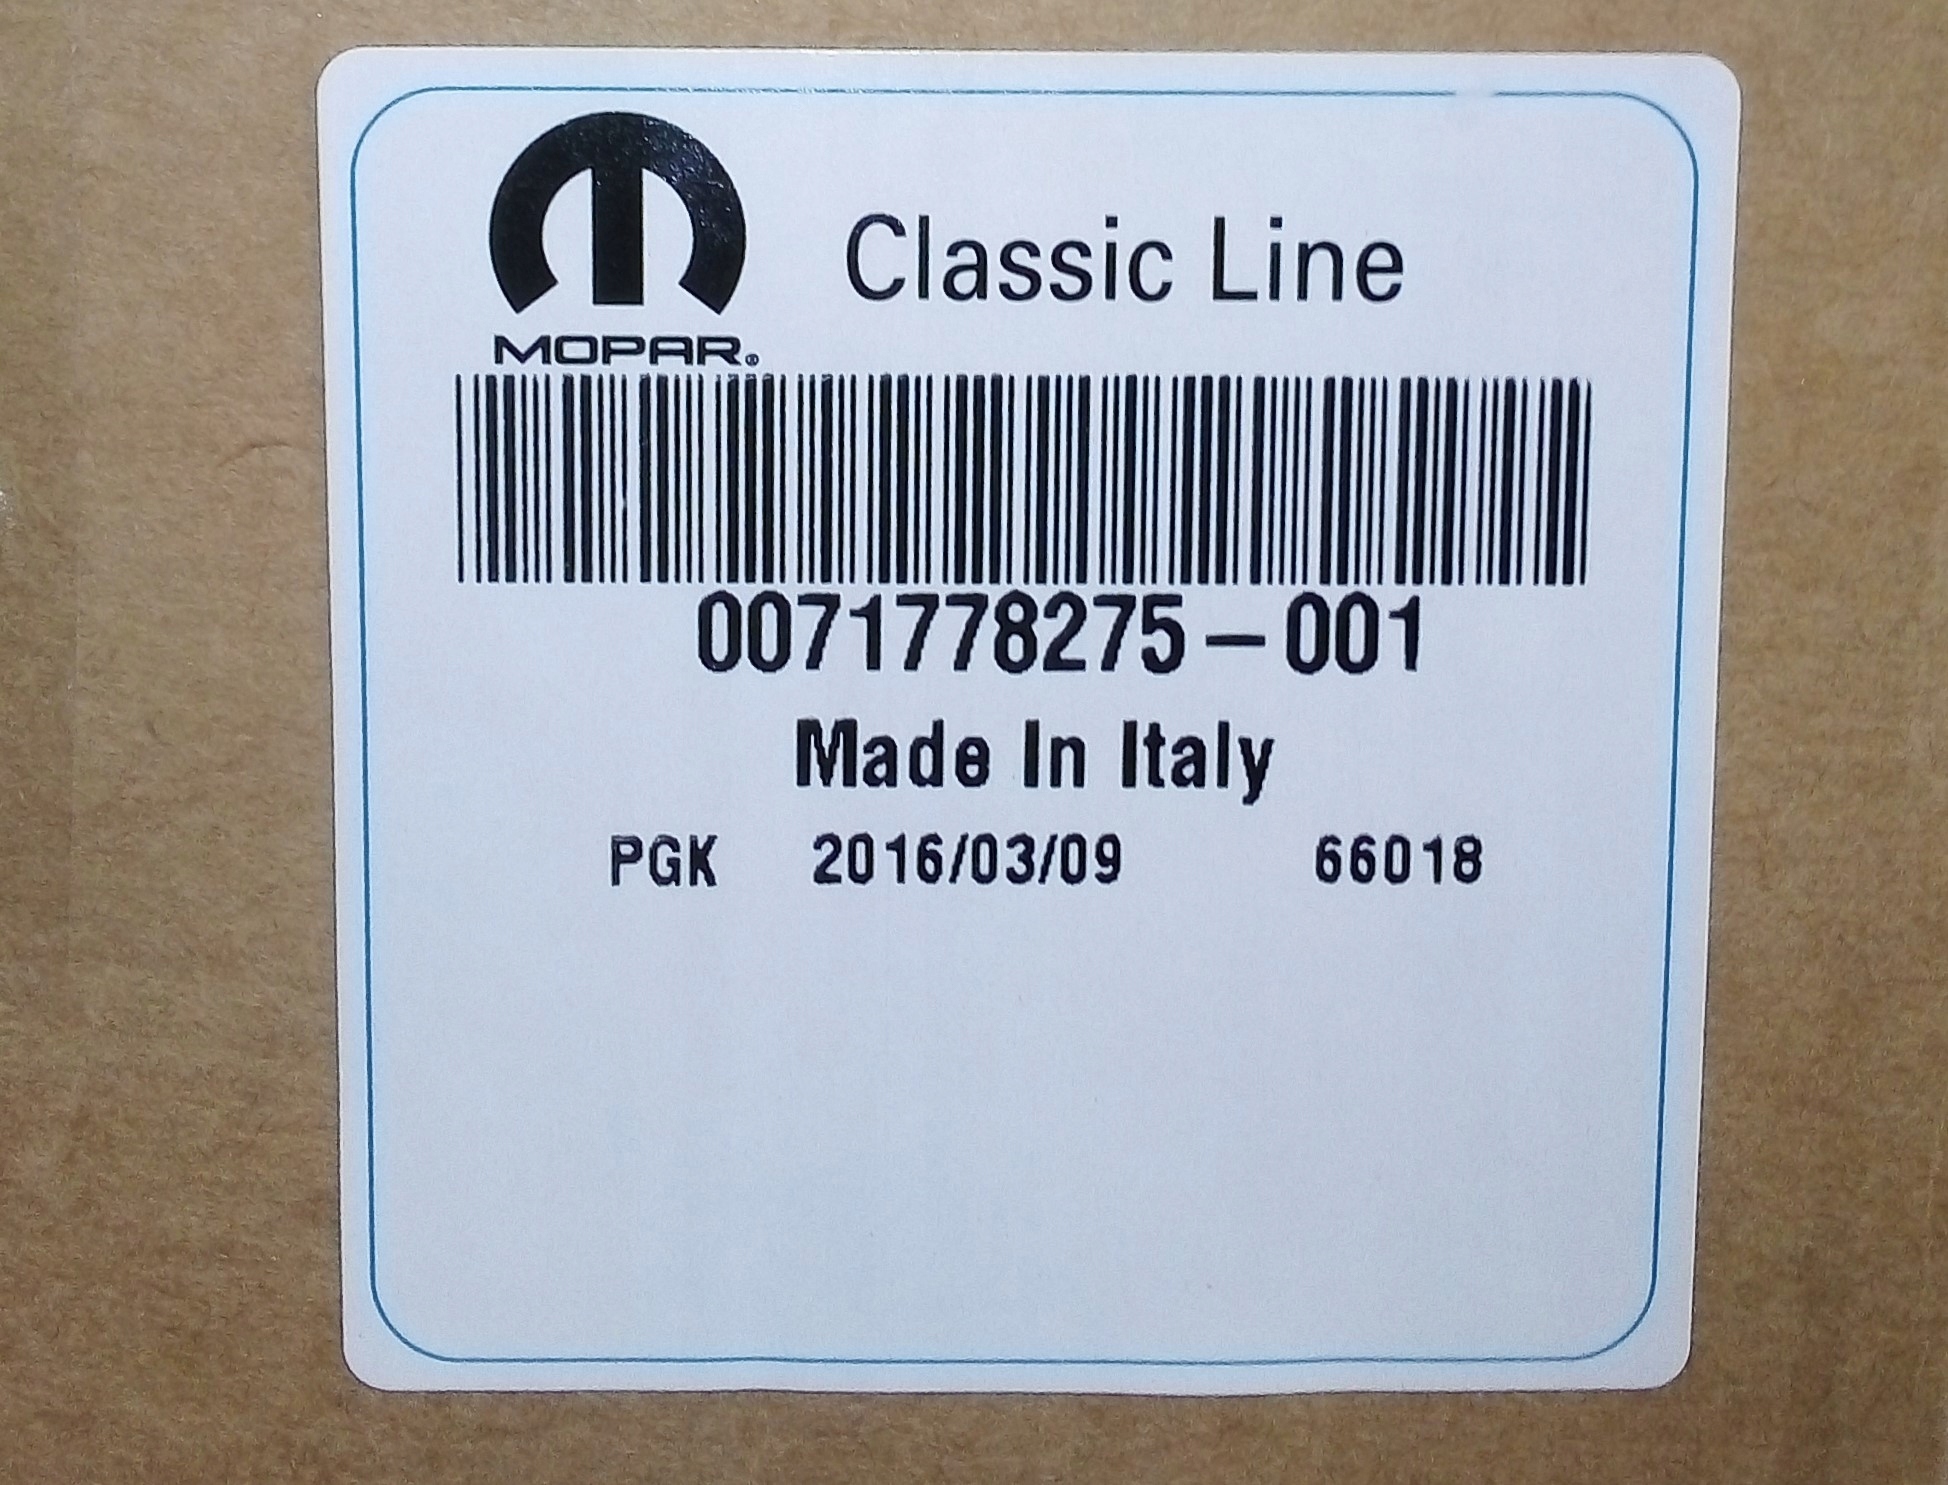 Classic Line
MOPAR®
0071778275-001
Made In Italy
PGK 2016/03/09 66018